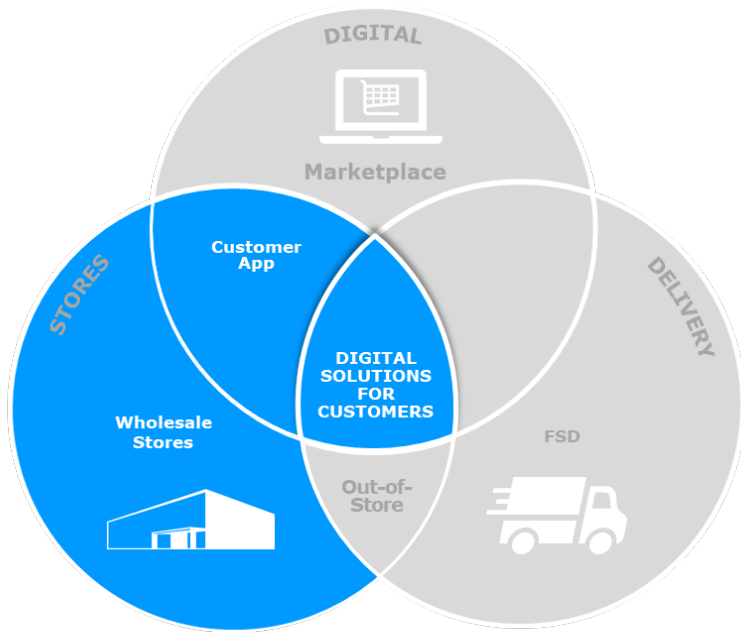 DIGITAL
Marketplace
Customer
App
STORES
DELIVERY
DIGITAL
SOLUTIONS
FOR
CUSTOMERS
Wholesale
Stores
FSD
Out-of-
Store